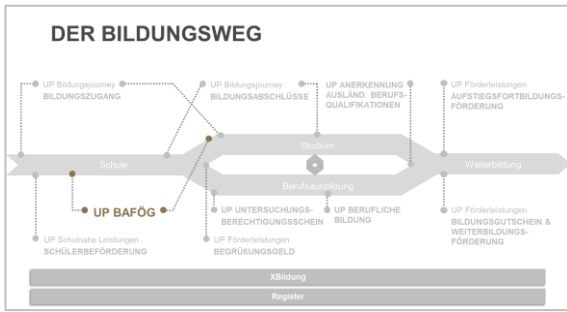 DER BILDUNGSWEG
UP Bildungsjourney
BILDUNGSZUGANG
UP Bildungsjourney
BILDUNGSABSCHLÜSSE
UP ANERKENNUNG
AUSLÄND. BERUFS-
QUALIFIKATIONEN
UP Förderleistungen
AUFSTIEGSFORTBILDUNGS-
FÖRDERUNG
Schule
Studium
Berufsausbildung
Weiterbildung
UP BAFÖG
UP Schulnahe Leistungen
SCHÜLERBEFÖRDERUNG
UP UNTERSUCHUNGS-
BERECHTIGUNGSSCHEIN
UP Förderleistungen
BEGRÜßUNGSGELD
UP BERUFLICHE
BILDUNG
UP Förderleistungen
BILDUNGSGUTSCHEIN &
WEITERBILDUNGS-
FÖRDERUNG
XBildung
Register